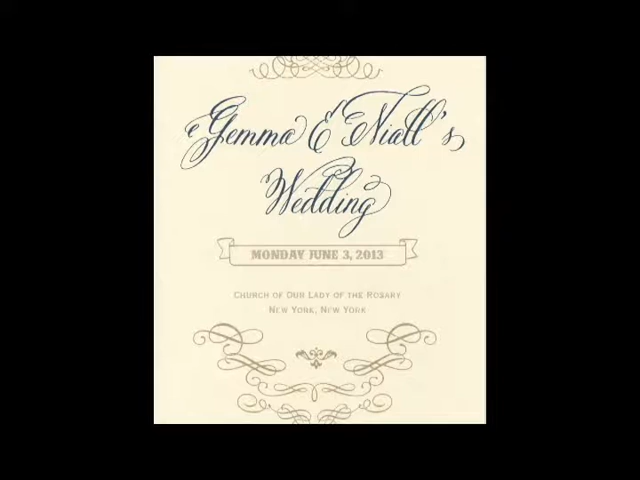 Gemma & Niall's
Wedding
MONDAY JUNE 3, 2013
CHURCH OF OUR LADY OF THE ROSARY
NEW YORK, NEW YORK